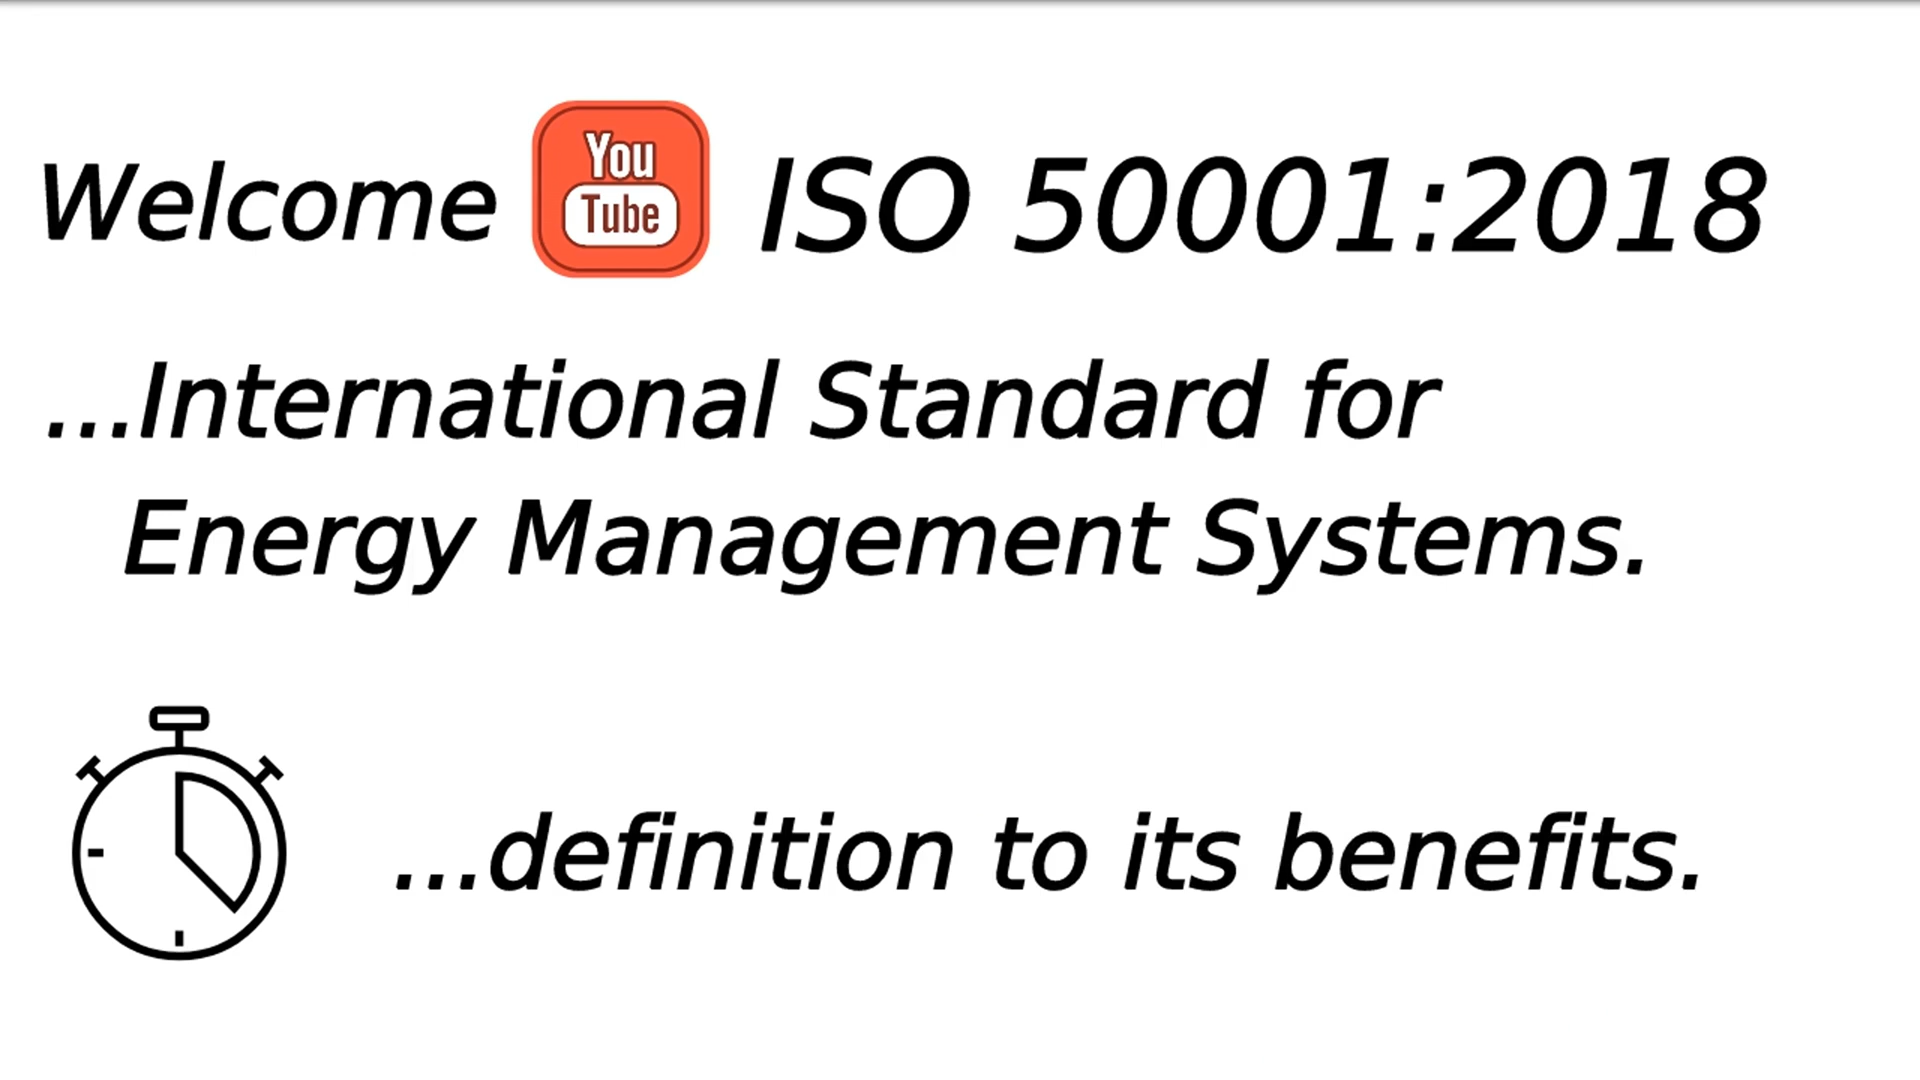 Welcome You Tube ISO 50001:2018
...International Standard for
Energy Management Systems.
...definition to its benefits.